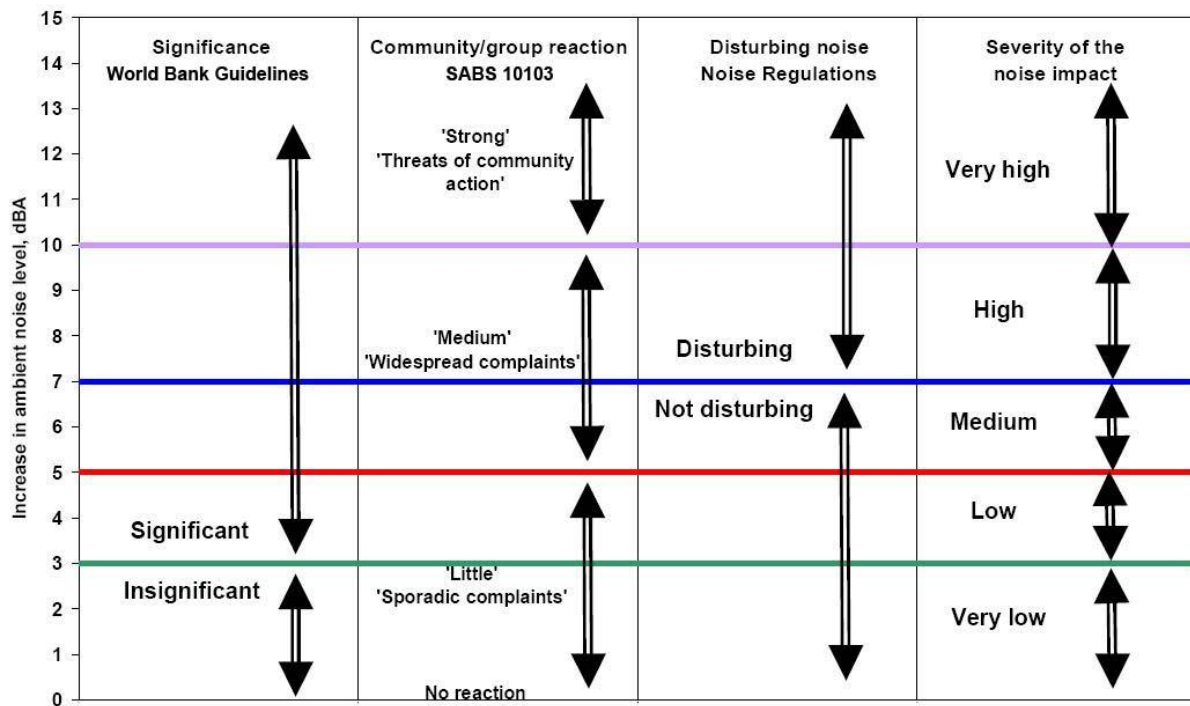 Increase in ambient noise level, dBA
15
14
13
12
11
10
9
8
7
6
5
4
3
2
1
0
Significance
World Bank Guidelines
Significant
Insignificant
Community/group reaction
SABS 10103
'Strong'
'Threats of community
action'
'Medium'
'Widespread complaints'
'Little'
'Sporadic complaints'
No reaction
Disturbing noise
Noise Regulations
Disturbing
Not disturbing
Severity of the
noise impact
Very high
High
Medium
Low
Very low